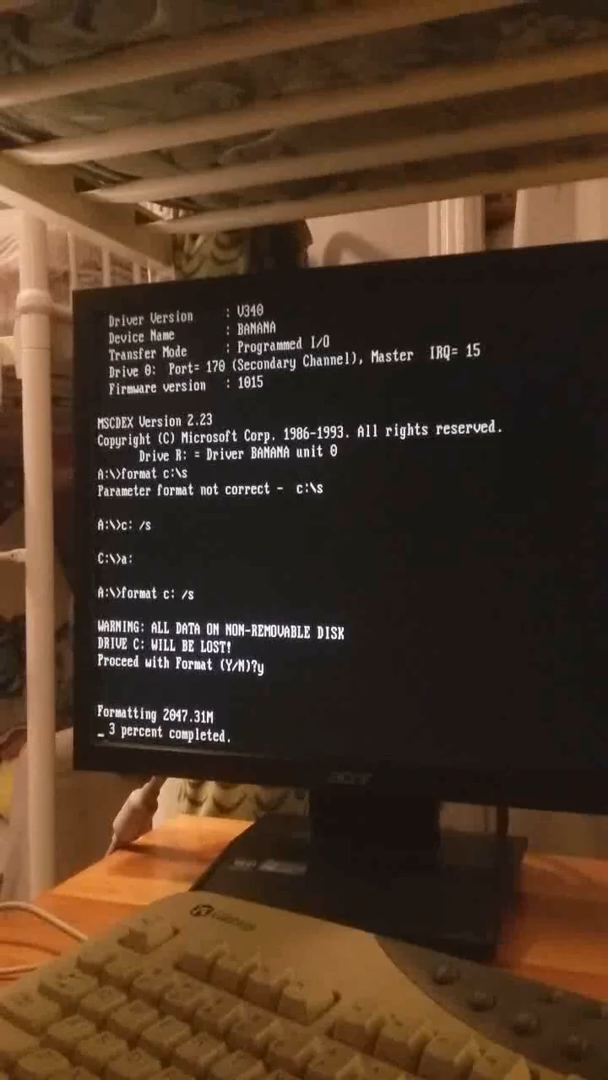 Driver Version : V340
Device Name : BANANA
Transfer Mode : Programmed I/O
Drive 0: Port= 170 (Secondary Channel), Master IRQ= 15
Firmware version : 1015
MSCDEX Version 2.23
Copyright (C) Microsoft Corp. 1986-1993. All rights reserved.
Drive R: = Driver BANANA unit 0
A:\>format c:\s
Parameter format not correct - c:\s
A:\>c: /s
C:\>a:
A:\>format c: /s
WARNING: ALL DATA ON NON-REMOVABLE DISK
DRIVE C: WILL BE LOST!
Proceed with Format (Y/N)?y
Formatting 2047.31M
_ 3 percent completed.
acer